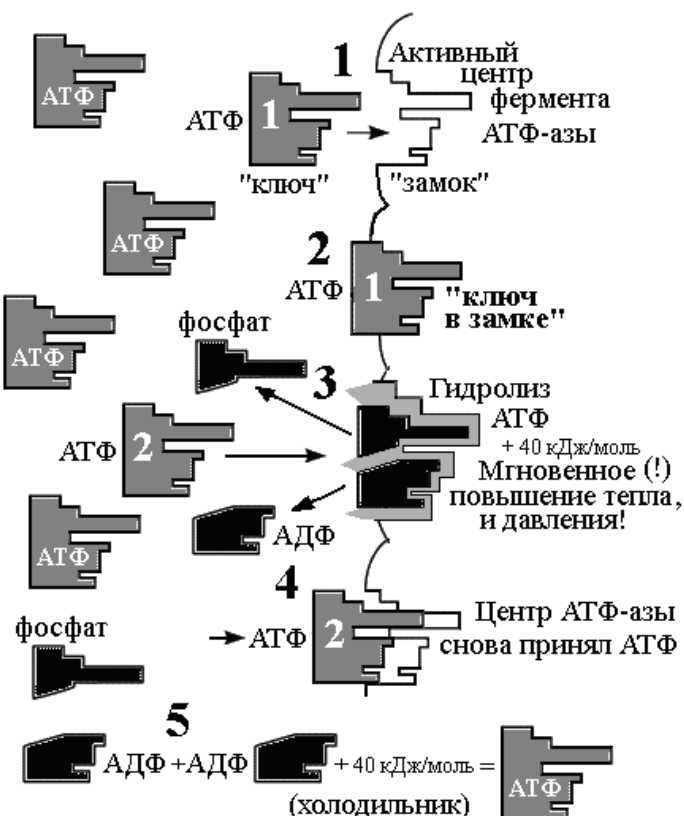 АТФ
1
Активный
центр
фермента
АТФ-азы
АТФ
1
"ключ"
"замок"
АТФ
2
АТФ
1
"ключ
в замке"
АТФ
фосфат
3
Гидролиз
АТФ
+ 40 кДж/моль
Мгновенное (!)
повышение тепла,
и давления!
АТФ
2
АДФ
АТФ
4
Центр АТФ-азы
снова принял АТФ
АТФ
2
фосфат
5
АДФ +АДФ
+ 40 кДж/моль =
АТФ
(холодильник)